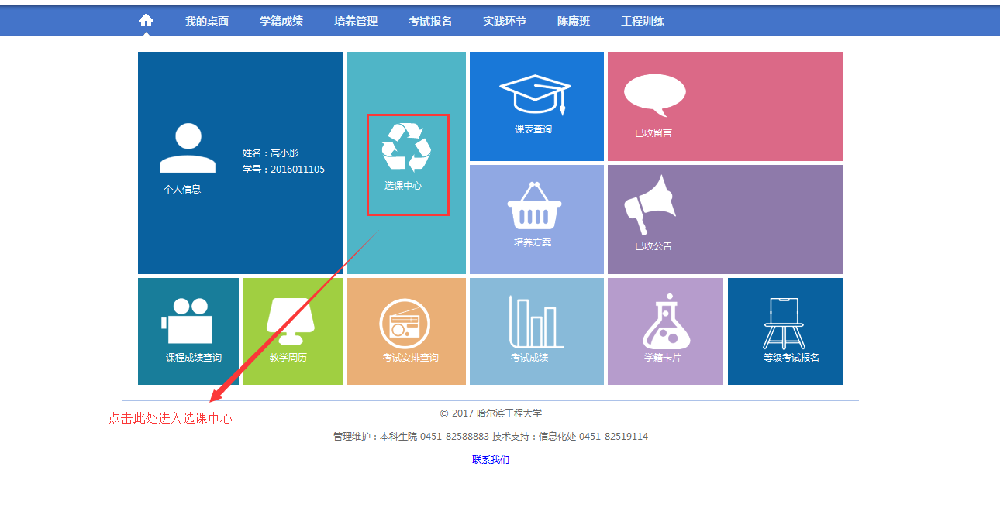 我的桌面 学籍成绩 培养管理 考试报名 实践环节 陈赓班 工程训练
姓名：高小彤
学号：2016011105
个人信息
选课中心
课表查询
已收留言
培养方案
已收公告
课程成绩查询
教学周历
考试安排查询
考试成绩
学籍卡片
等级考试报名
点击此处进入选课中心
© 2017 哈尔滨工程大学
管理维护：本科生院 0451-82588883 技术支持：信息化处 0451-82519114
联系我们